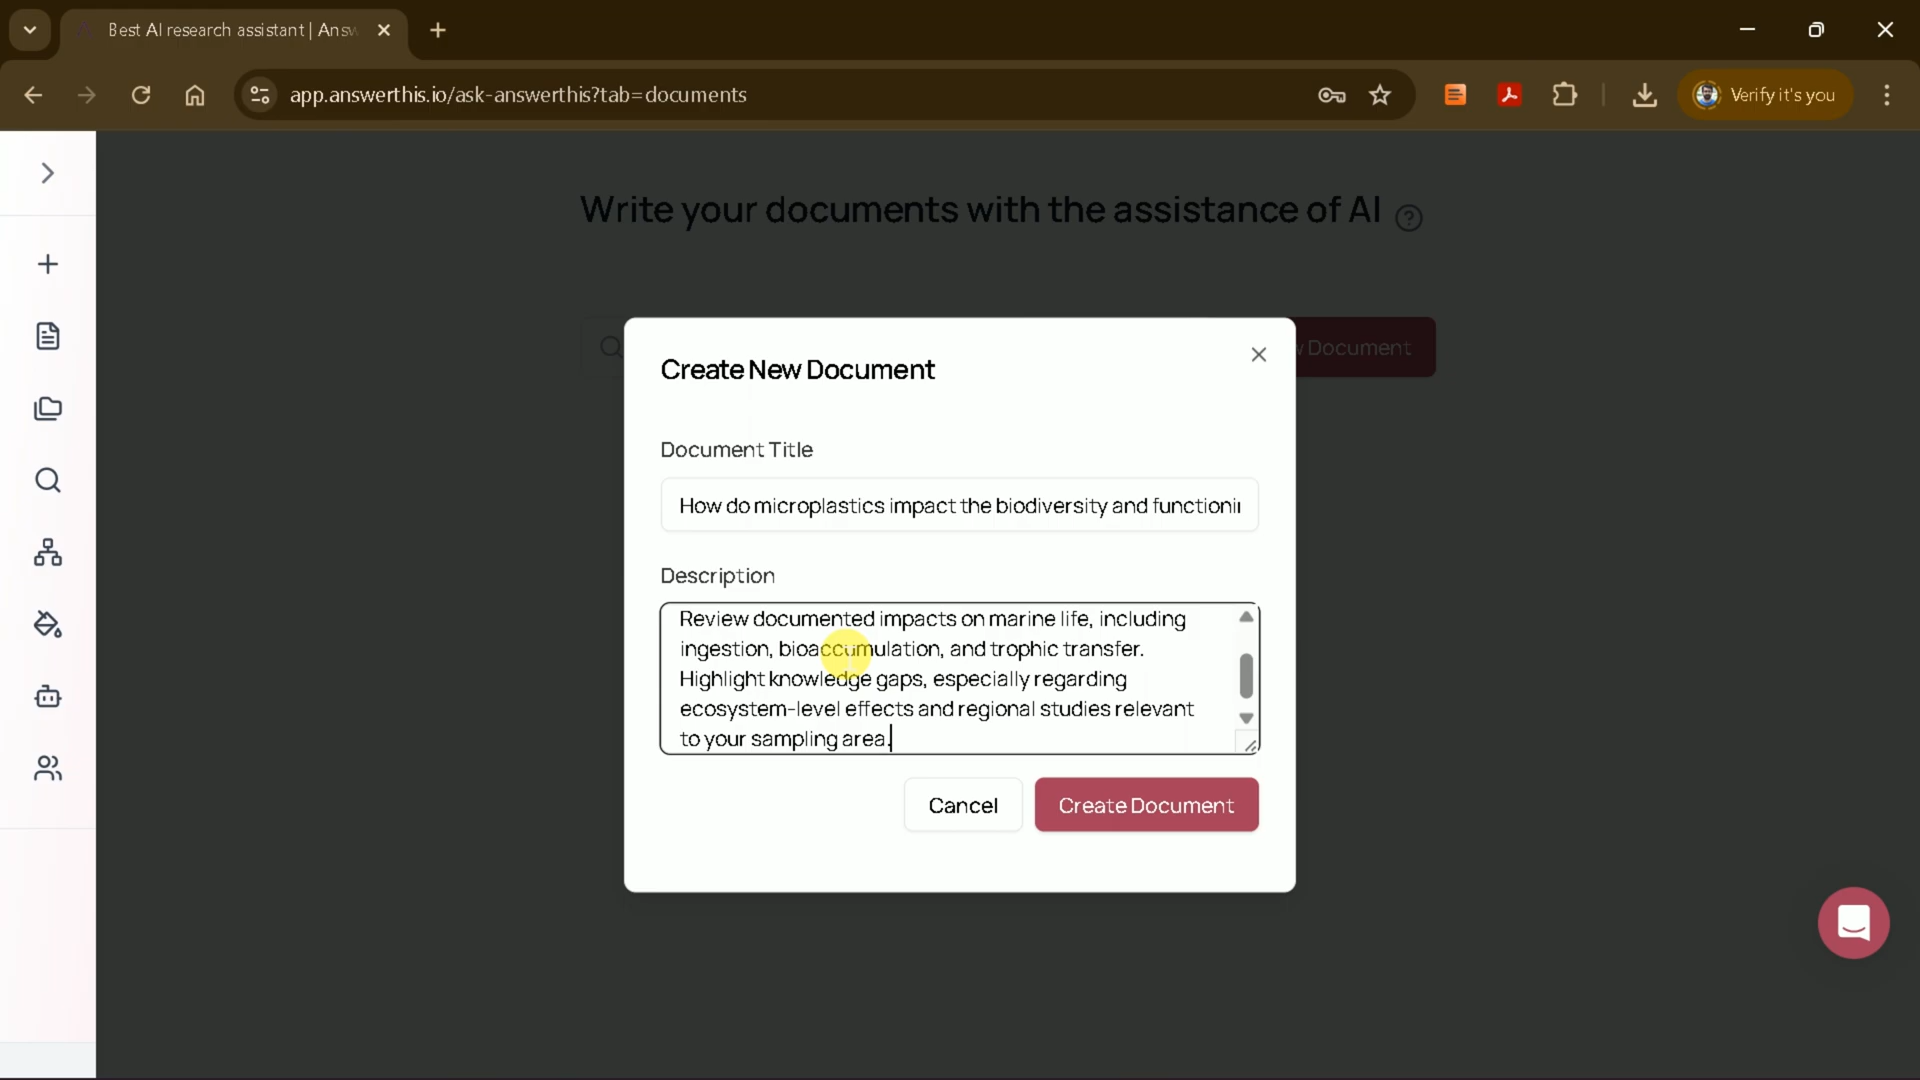 Best AI research assistant | Answ
app.answerthis.io/ask-answerthis?tab=documents
Verify it's you
Write your documents with the assistance of AI
Document
Create New Document
Document Title
How do microplastics impact the biodiversity and functioni
Description
Review documented impacts on marine life, including
ingestion, bioaccumulation, and trophic transfer.
Highlight knowledge gaps, especially regarding
ecosystem-level effects and regional studies relevant
to your sampling area.
Cancel
Create Document